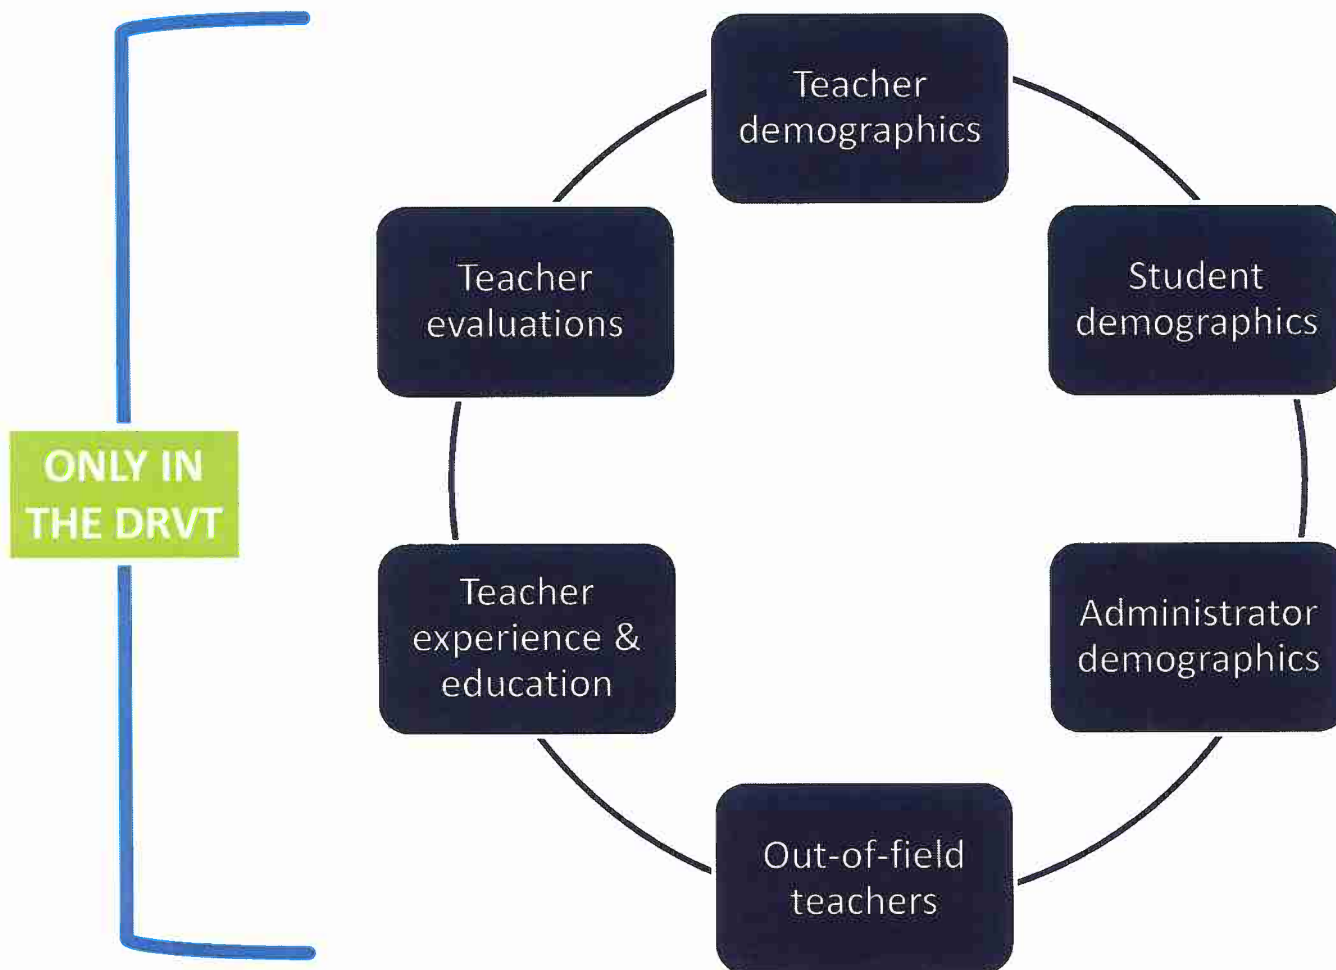 Teacher
demographics
Student
demographics
Administrator
demographics
Out-of-field
teachers
Teacher
experience &
education
Teacher
evaluations
ONLY IN
THE DRVT